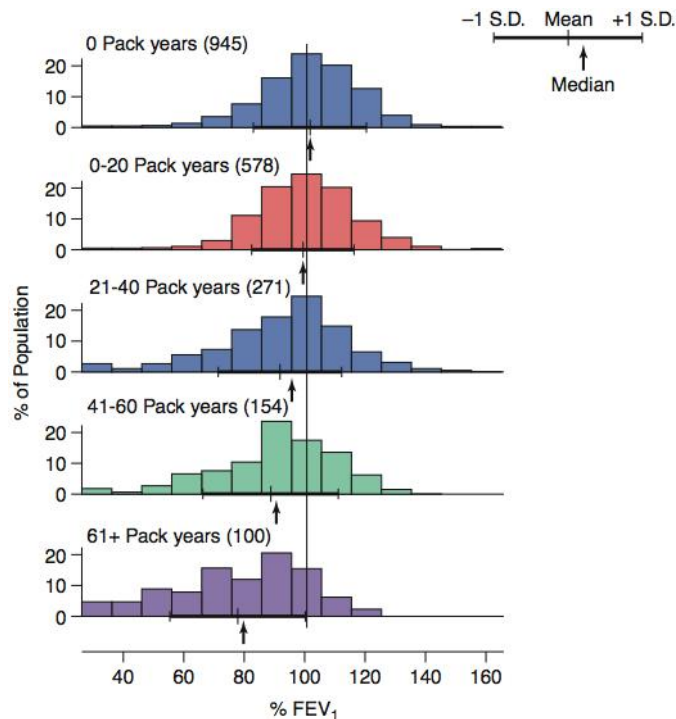 −1 S.D. Mean +1 S.D.
Median
0 Pack years (945)
20
10
0
0-20 Pack years (578)
20
10
0
21-40 Pack years (271)
20
10
0
41-60 Pack years (154)
20
10
0
61+ Pack years (100)
20
10
0
% of Population
40 60 80 100 120 140 160
% FEV₁